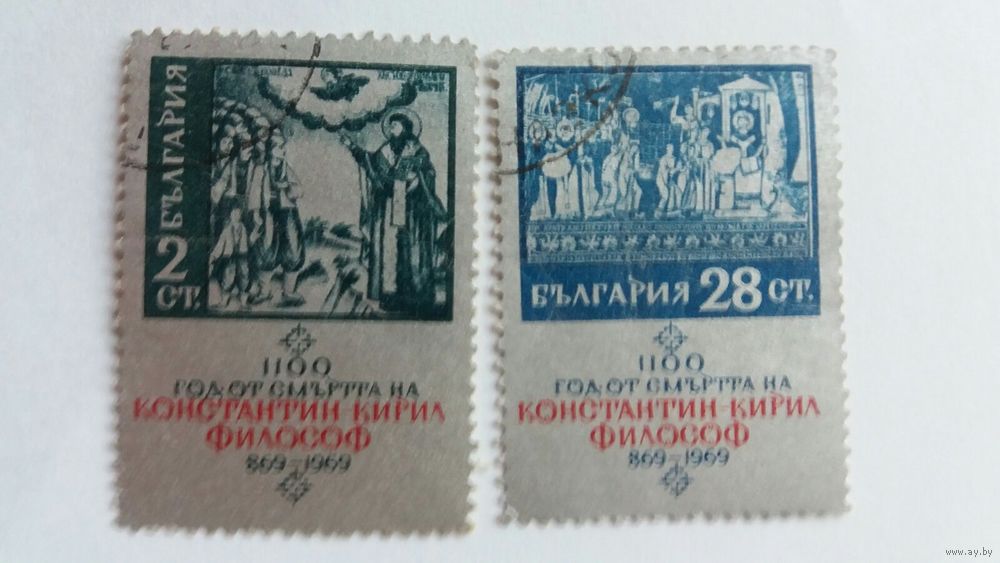 БЪЛГАРИЯ
2 СТ.
1100
ГОД. ОТ СМЪРТТА НА
КОНСТАНТИН-КИРИЛ
ФИЛОСОФ
869-1969
БЪЛГАРИЯ 28 СТ.
1100
ГОД. ОТ СМЪРТТА НА
КОНСТАНТИН-КИРИЛ
ФИЛОСОФ
869-1969
www.ay.by